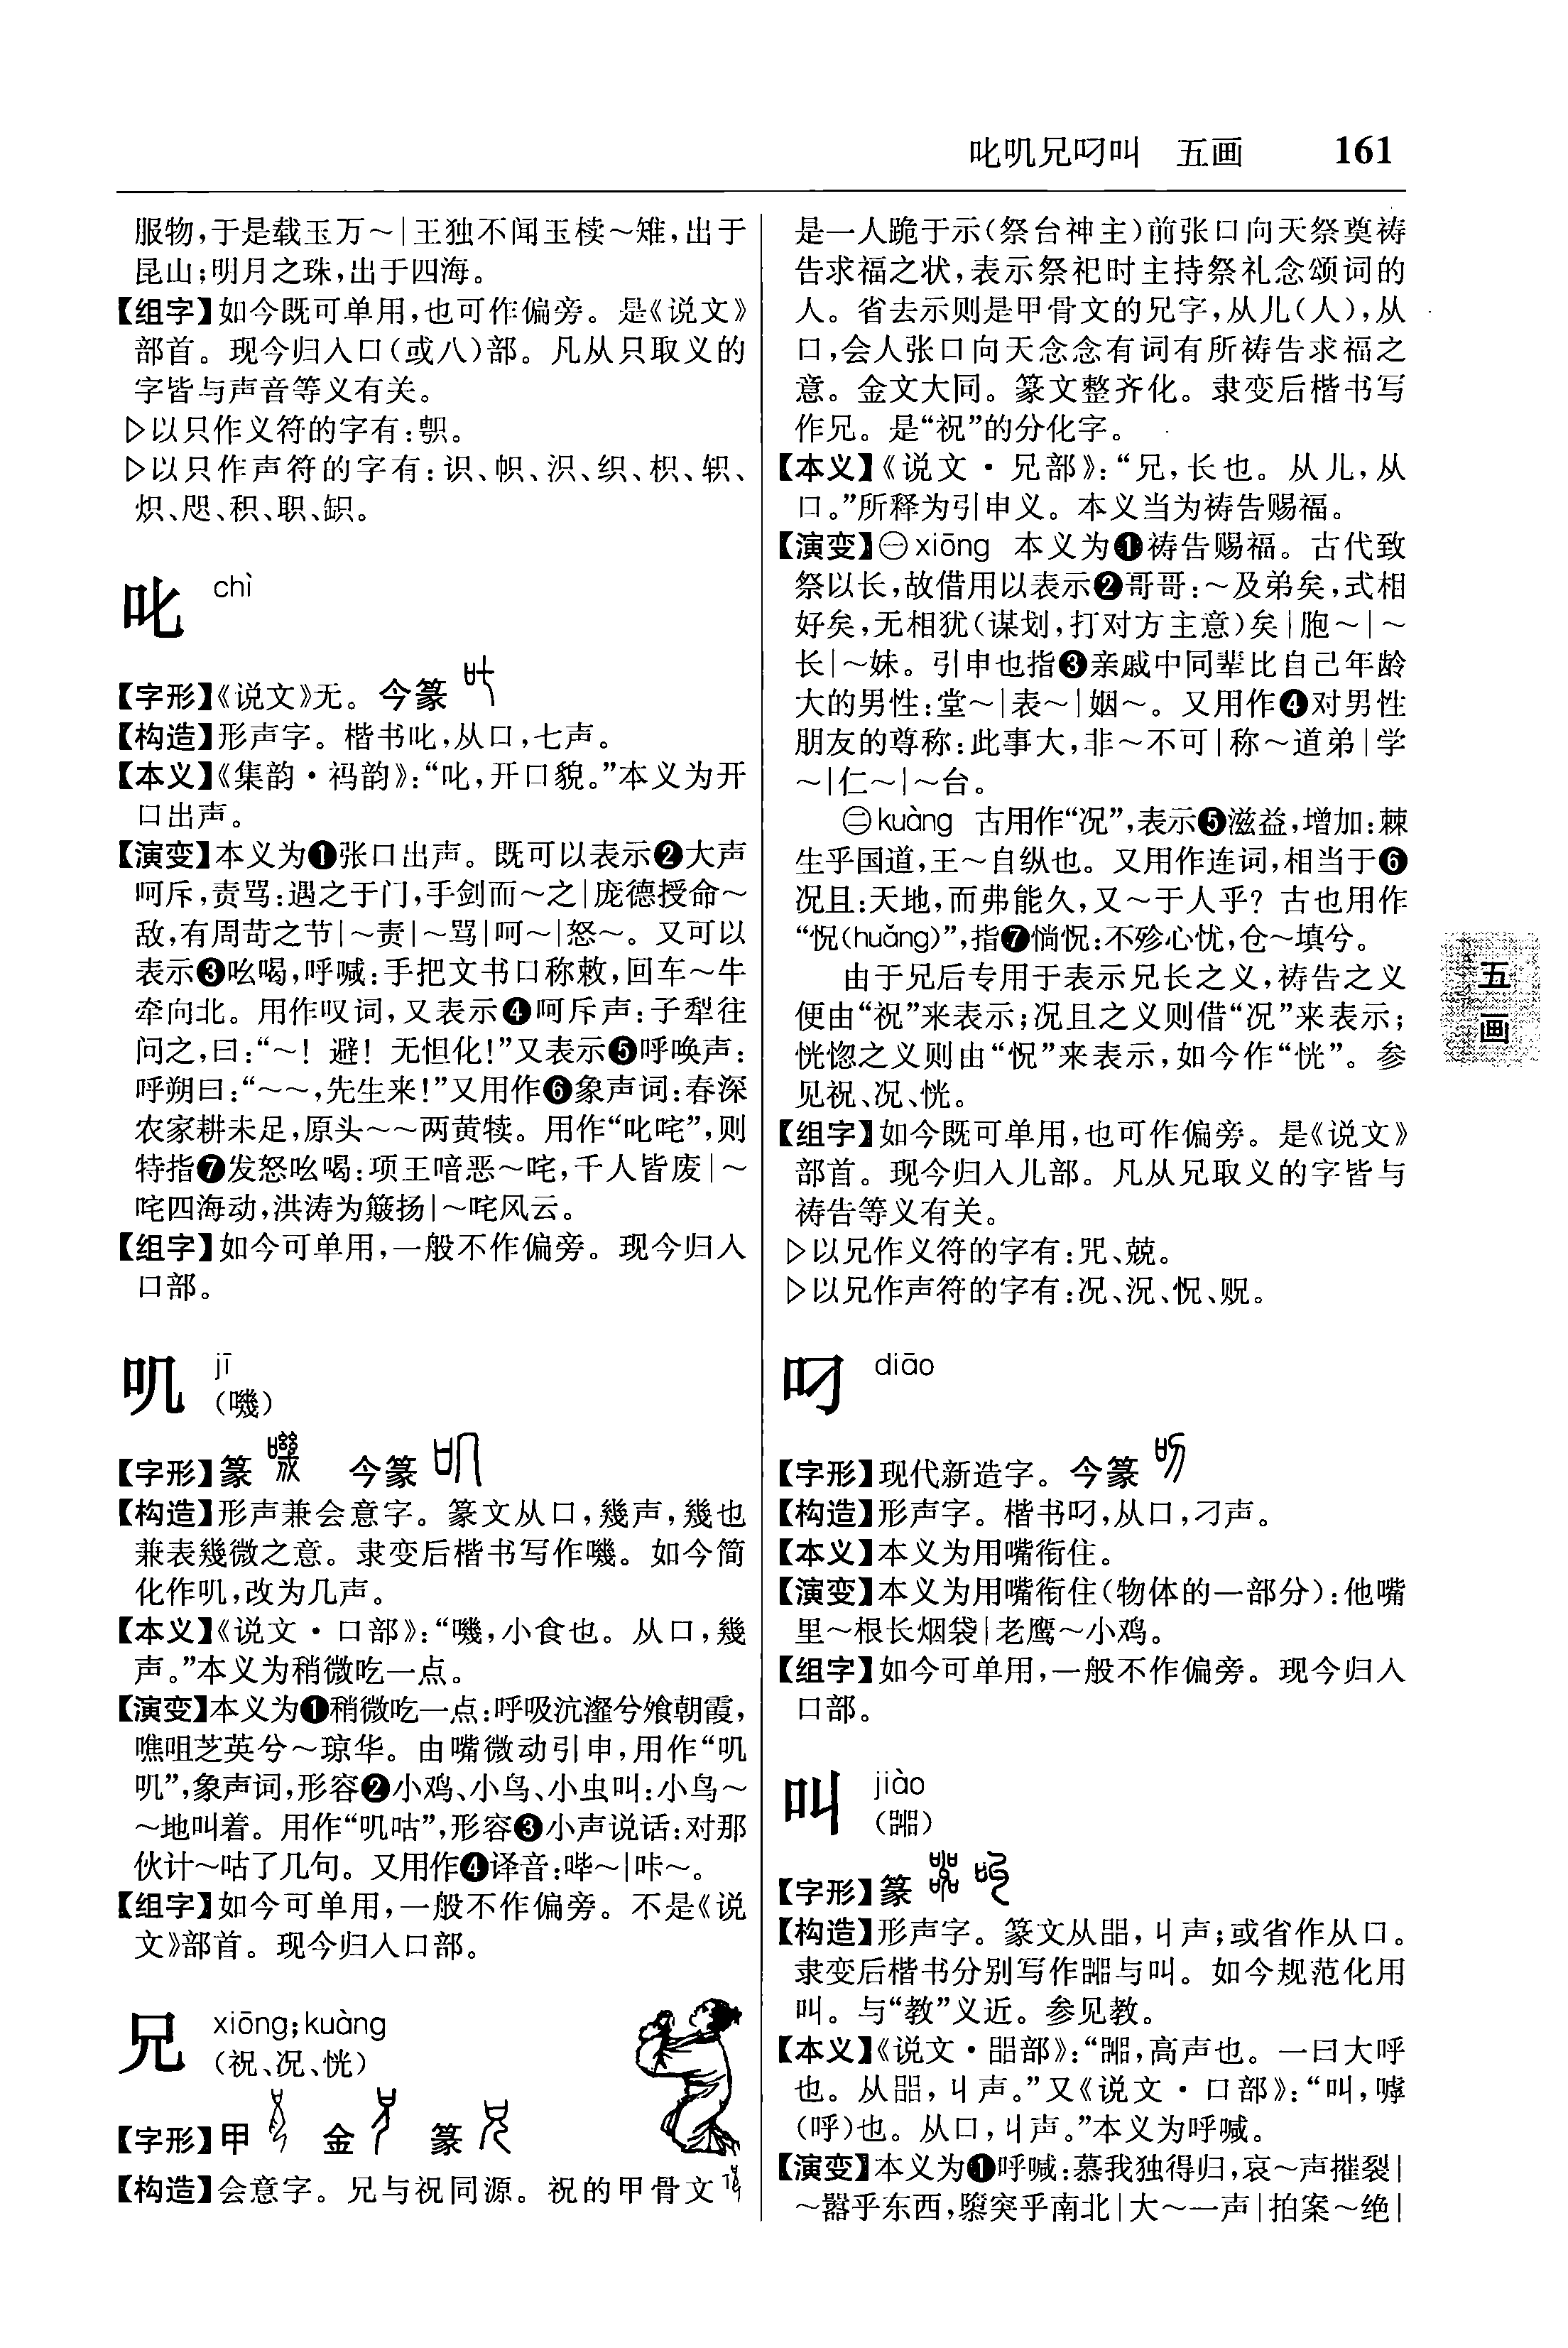 叱叽兄叼叫 五画 161
服物,于是载玉万～|王独不闻玉椟～雉,出于
昆山;明月之珠,出于四海。
【组字】如今既可单用,也可作偏旁。是《说文》
部首。现今归入口(或八)部。凡从只取义的
字皆与声音等义有关。
▷以只作义符的字有:
▷以只作声符的字有:识、帜、织、枳、轵、
炽、咫、积、职、
叱 chì
【字形】《说文》无。今篆
【构造】形声字。楷书叱,从口,七声。
【本义】《集韵·祃韵》:“叱,开口貌。”本义为开
口出声。
【演变】本义为❶张口出声。既可以表示❷大声
呵斥,责骂:遇之于门,手剑而～之|庞德授命～
敌,有周苛之节|～责|～骂|呵～|怒～。又可以
表示❸吆喝,呼喊:手把文书口称敕,回车～牛
牵向北。用作叹词,又表示❹呵斥声:子犁往
问之,曰:“～! 避! 无怛化!”又表示❺呼唤声:
呼朔曰:“～～,先生来!”又用作❻象声词:春深
农家耕未足,原头～～两黄犊。用作“叱咤”,则
特指❼发怒吆喝:项王喑恶～咤,千人皆废|～
咤四海动,洪涛为簸扬|～咤风云。
【组字】如今可单用,一般不作偏旁。现今归入
口部。
叽 jī
(嘰)
【字形】篆 今篆
【构造】形声兼会意字。篆文从口,幾声,幾也
兼表幾微之意。隶变后楷书写作嘰。如今简
化作叽,改为几声。
【本义】《说文·口部》:“嘰,小食也。从口,幾
声。”本义为稍微吃一点。
【演变】本义为❶稍微吃一点:呼吸沆瀣兮飧朝霞,
噍咀芝英兮～琼华。由嘴微动引申,用作“叽
叽”,象声词,形容❷小鸡、小鸟、小虫叫:小鸟～
～地叫着。用作“叽咕”,形容❸小声说话:对那
伙计～咕了几句。又用作❹译音:哔～|咔～。
【组字】如今可单用,一般不作偏旁。不是《说
文》部首。现今归入口部。
兄 xiōng;kuàng
(祝、况、恍)
【字形】甲 金 篆
【构造】会意字。兄与祝同源。祝的甲骨文
是一人跪于示(祭台神主)前张口向天祭奠祷
告求福之状,表示祭祀时主持祭礼念颂词的
人。省去示则是甲骨文的兄字,从儿(人),从
口,会人张口向天念念有词有所祷告求福之
意。金文大同。篆文整齐化。隶变后楷书写
作兄。是“祝”的分化字。
【本义】《说文·兄部》:“兄,长也。从儿,从
口。”所释为引申义。本义当为祷告赐福。
【演变】㊀xiōng 本义为❶祷告赐福。古代致
祭以长,故借用以表示❷哥哥:～及弟矣,式相
好矣,无相犹(谋划,打对方主意)矣|胞～|～
长|～妹。引申也指❸亲戚中同辈比自己年龄
大的男性:堂～|表～|姻～。又用作❹对男性
朋友的尊称:此事大,非～不可|称～道弟|学
～|仁～|～台。
㊁kuàng 古用作“况”,表示❺滋益,增加:棘
生乎国道,王～自纵也。又用作连词,相当于❻
况且:天地,而弗能久,又～于人乎? 古也用作
“怳(huǎng)”,指❼惝怳:不殄心忧,仓～填兮。
由于兄后专用于表示兄长之义,祷告之义
便由“祝”来表示;况且之义则借“况”来表示;
恍惚之义则由“怳”来表示,如今作“恍”。参
见祝、况、恍。
【组字】如今既可单用,也可作偏旁。是《说文》
部首。现今归入儿部。凡从兄取义的字皆与
祷告等义有关。
▷以兄作义符的字有:咒、兢。
▷以兄作声符的字有:况、況、怳、贶。
叼 diāo
【字形】现代新造字。今篆
【构造】形声字。楷书叼,从口,刁声。
【本义】本义为用嘴衔住。
【演变】本义为用嘴衔住(物体的一部分):他嘴
里～根长烟袋|老鹰～小鸡。
【组字】如今可单用,一般不作偏旁。现今归入
口部。
叫 jiào
(嘂)
【字形】篆
【构造】形声字。篆文从㗊,丩声;或省作从口。
隶变后楷书分别写作嘂与叫。如今规范化用
叫。与“教”义近。参见教。
【本义】《说文·㗊部》:“嘂,高声也。一曰大呼
也。从㗊,丩声。”又《说文·口部》:“叫,嘑
(呼)也。从口,丩声。”本义为呼喊。
【演变】本义为❶呼喊:慕我独得归,哀～声摧裂|
～嚣乎东西,隳突乎南北|大～一声|拍案～绝|
五画